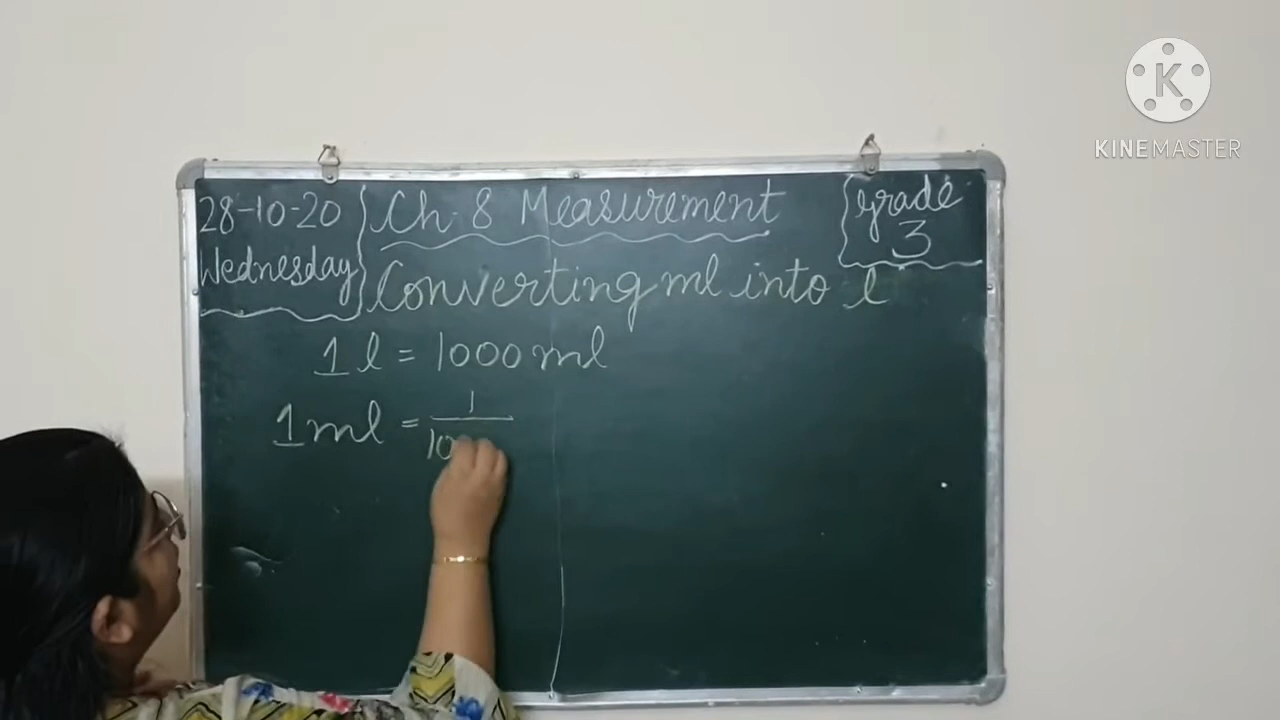 28-10-20
Wednesday
Ch-8 Measurement
Grade
3
Converting ml into l
1 l = 1000 ml
1 ml = 1
10
K
KINEMASTER